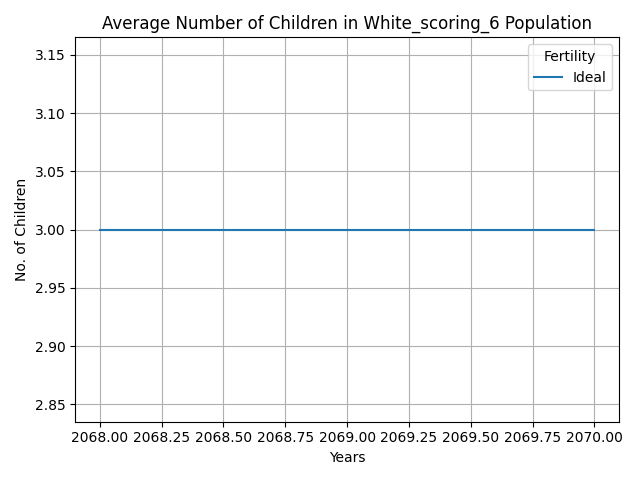 Average Number of Children in White_scoring_6 Population
Fertility
Ideal
3.15
3.10
3.05
3.00
2.95
2.90
2.85
No. of Children
2068.00 2068.25 2068.50 2068.75 2069.00 2069.25 2069.50 2069.75 2070.00
Years